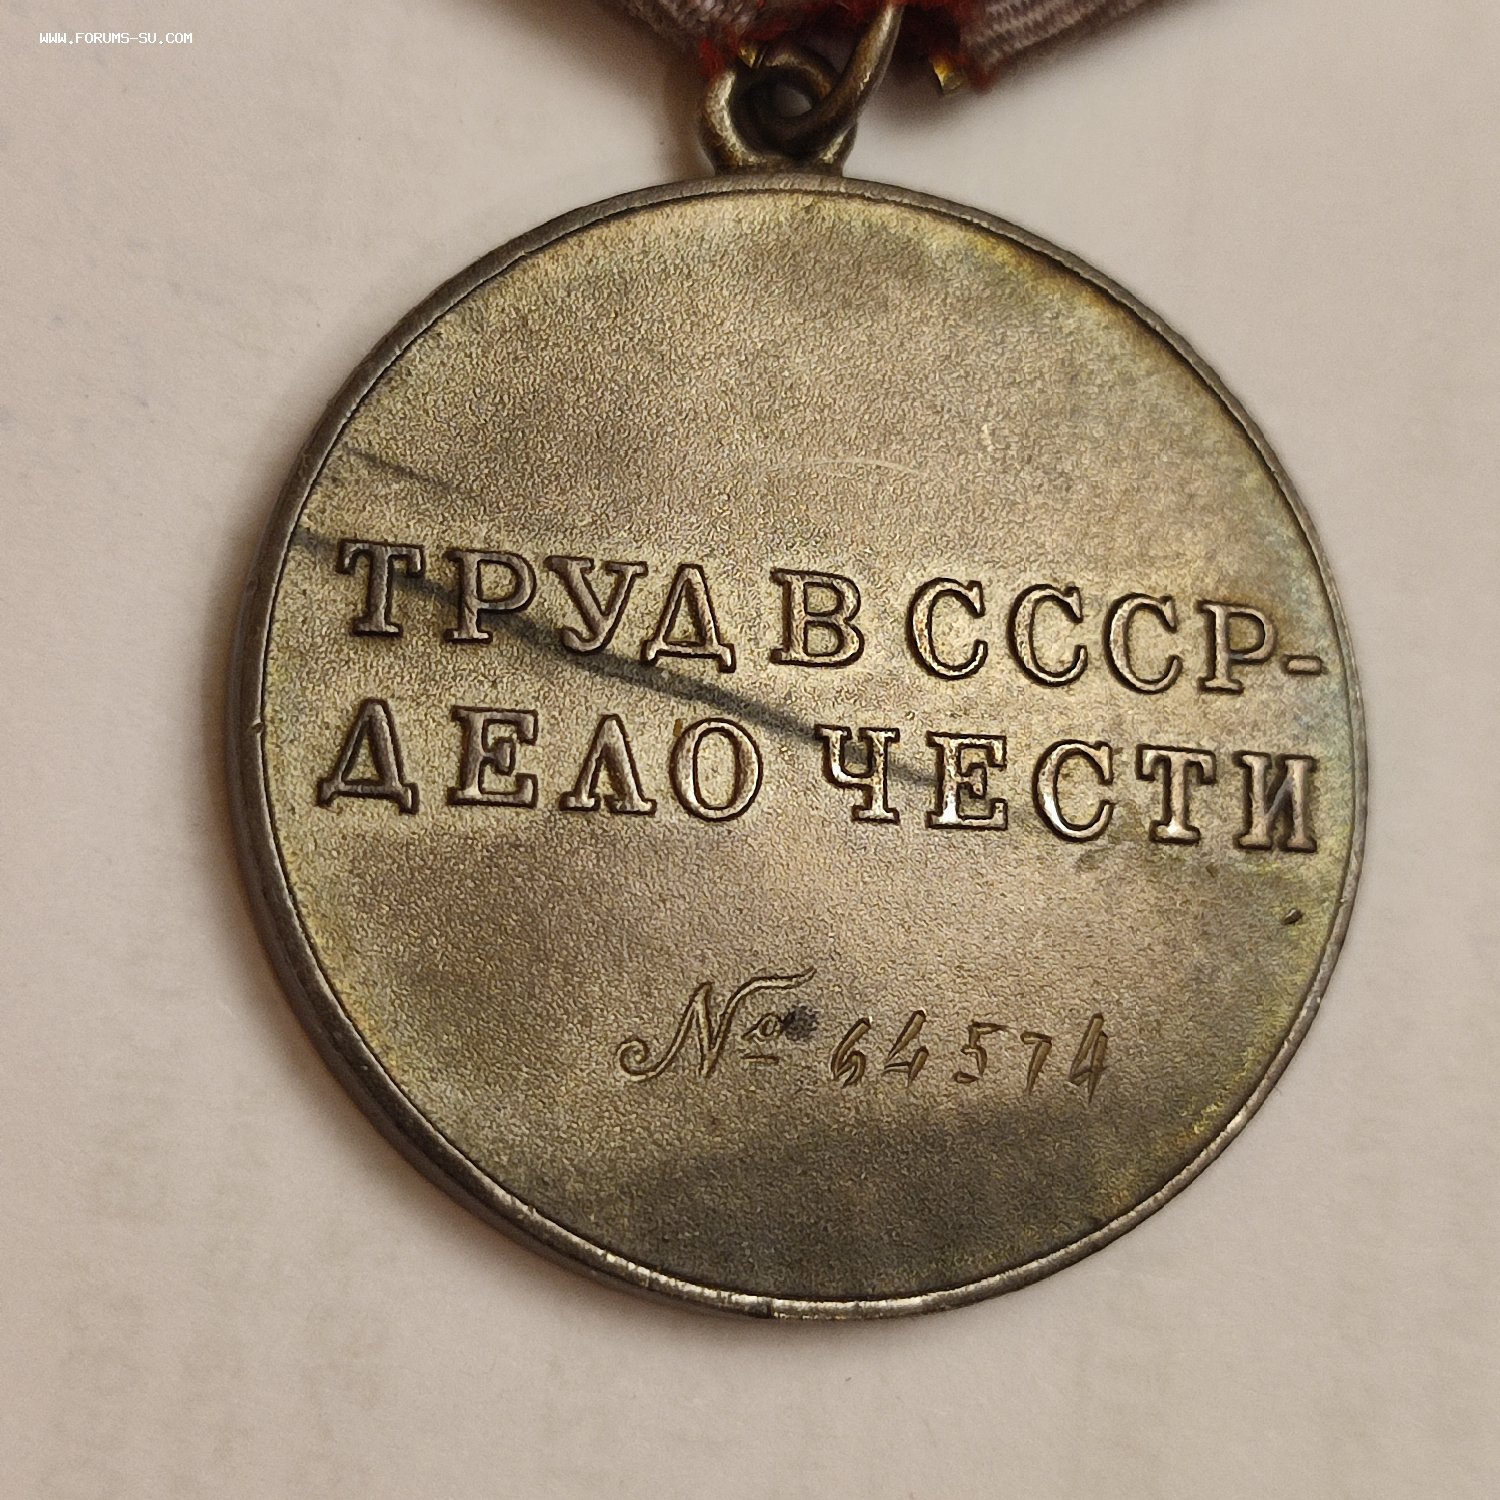 WWW.FORUMS-SU.COM
ТРУД В СССР-
ДЕЛО ЧЕСТИ
№ 64574